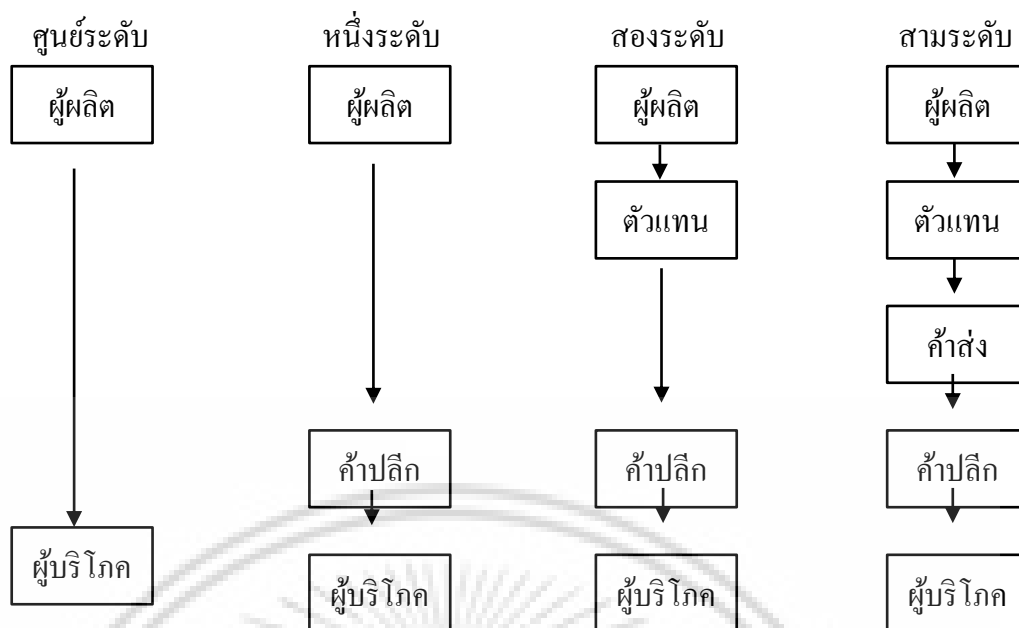 ศูนย์ระดับ
ผู้ผลิต
ผู้บริโภค
หนึ่งระดับ
ผู้ผลิต
ค้าปลีก
ผู้บริโภค
สองระดับ
ผู้ผลิต
ตัวแทน
ค้าปลีก
ผู้บริโภค
สามระดับ
ผู้ผลิต
ตัวแทน
ค้าส่ง
ค้าปลีก
ผู้บริโภค